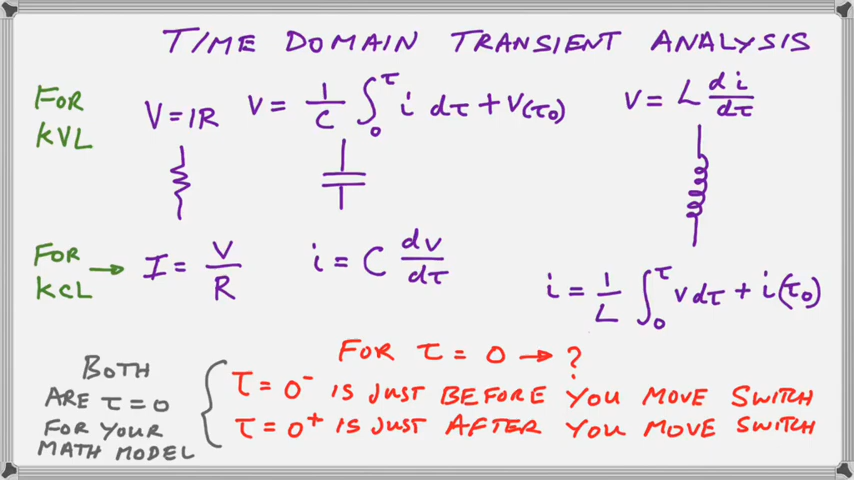 TIME DOMAIN TRANSIENT ANALYSIS
FOR KVL
V = IR
v = 1/C ∫₀^τ i dτ + V(τ₀)
v = L di/dτ
FOR KCL →
I = V/R
i = C dv/dτ
i = 1/L ∫₀^τ v dτ + i(τ₀)
FOR τ = 0 → ?
BOTH
ARE τ = 0
FOR YOUR
MATH MODEL
τ = 0⁻ IS JUST BEFORE YOU MOVE SWITCH
τ = 0⁺ IS JUST AFTER YOU MOVE SWITCH